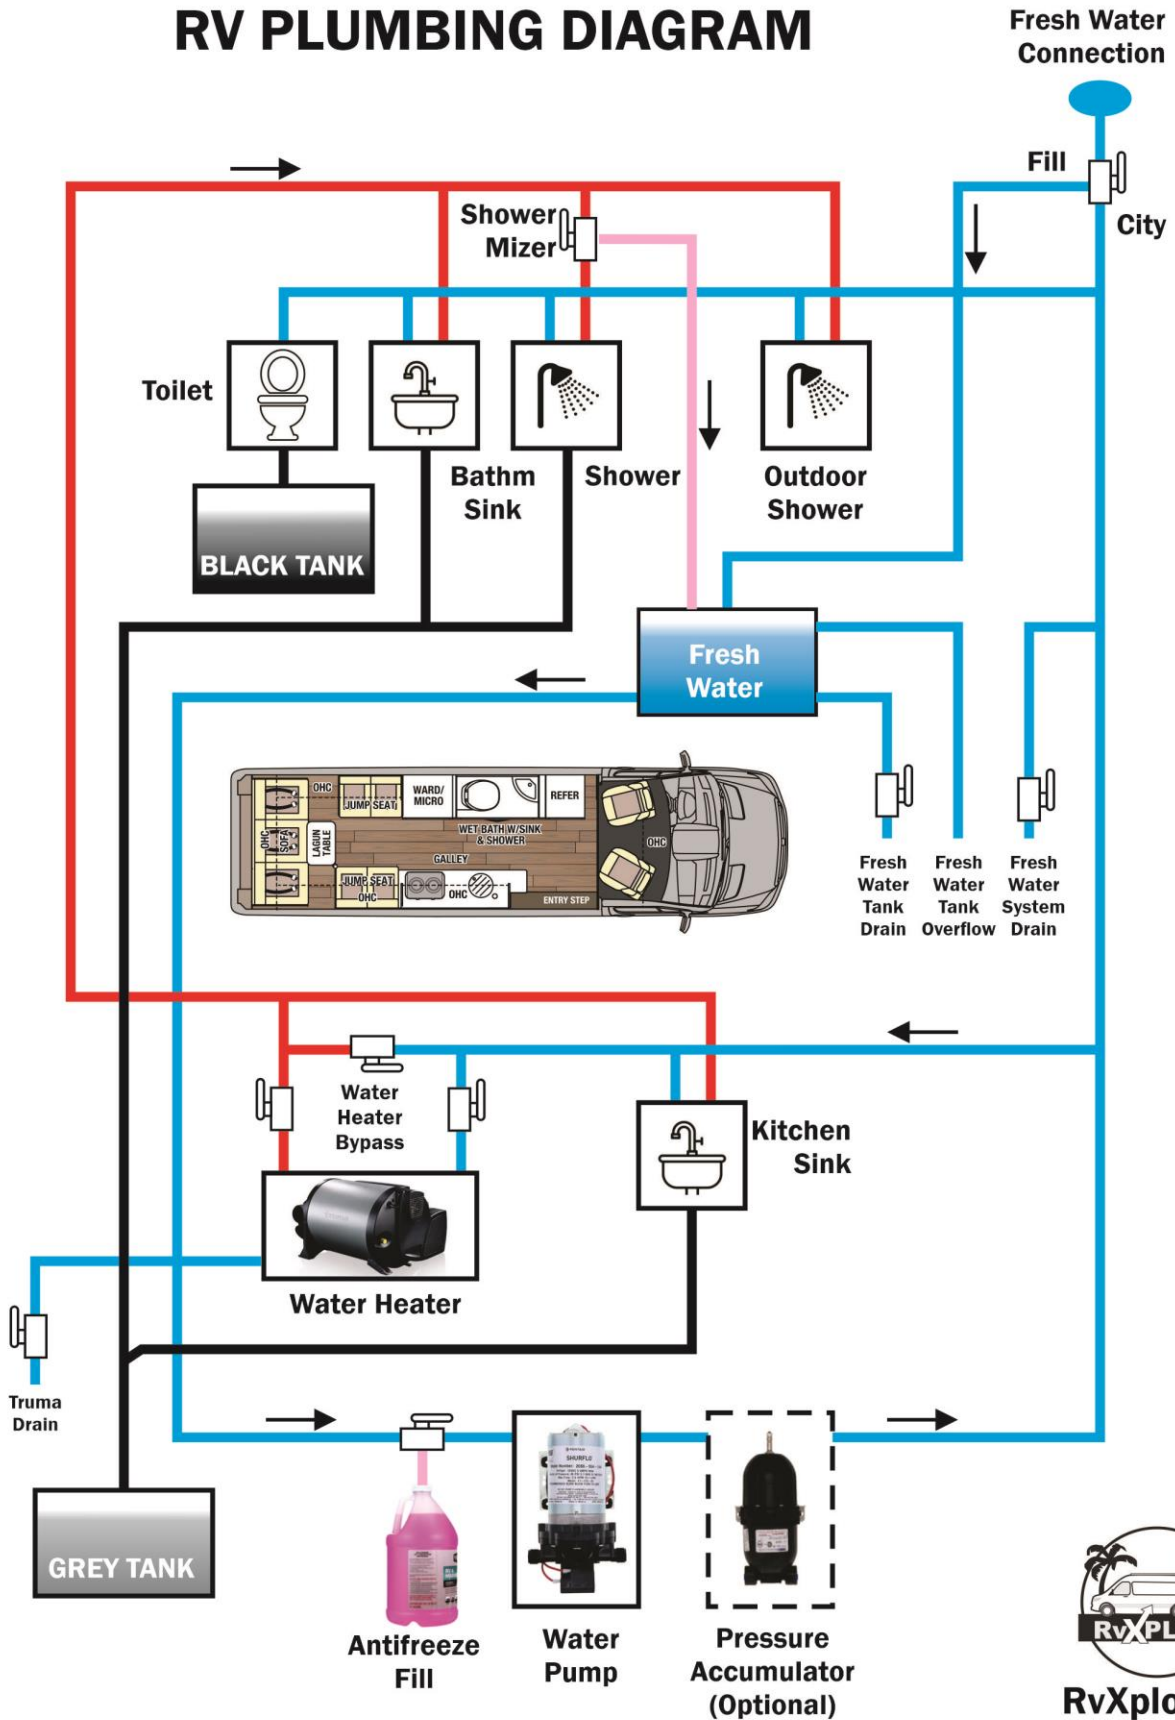 RV PLUMBING DIAGRAM
Fresh Water
Connection
Fill
City
Shower
Mizer
Toilet
Bathm
Sink
Shower
Outdoor
Shower
BLACK TANK
Fresh
Water
OHC
JUMP SEAT
WARD/
MICRO
REFER
WET BATH W/SINK
& SHOWER
OHC
SOFA
LAGUN
TABLE
GALLEY
OHC
JUMP SEAT
OHC
OHC
ENTRY STEP
Fresh
Water
Tank
Drain
Fresh
Water
Tank
Overflow
Fresh
Water
System
Drain
Water
Heater
Bypass
Kitchen
Sink
Water Heater
Truma
Drain
GREY TANK
SHURFLO
Antifreeze
Fill
Water
Pump
Pressure
Accumulator
(Optional)
RvXPL
RvXplo